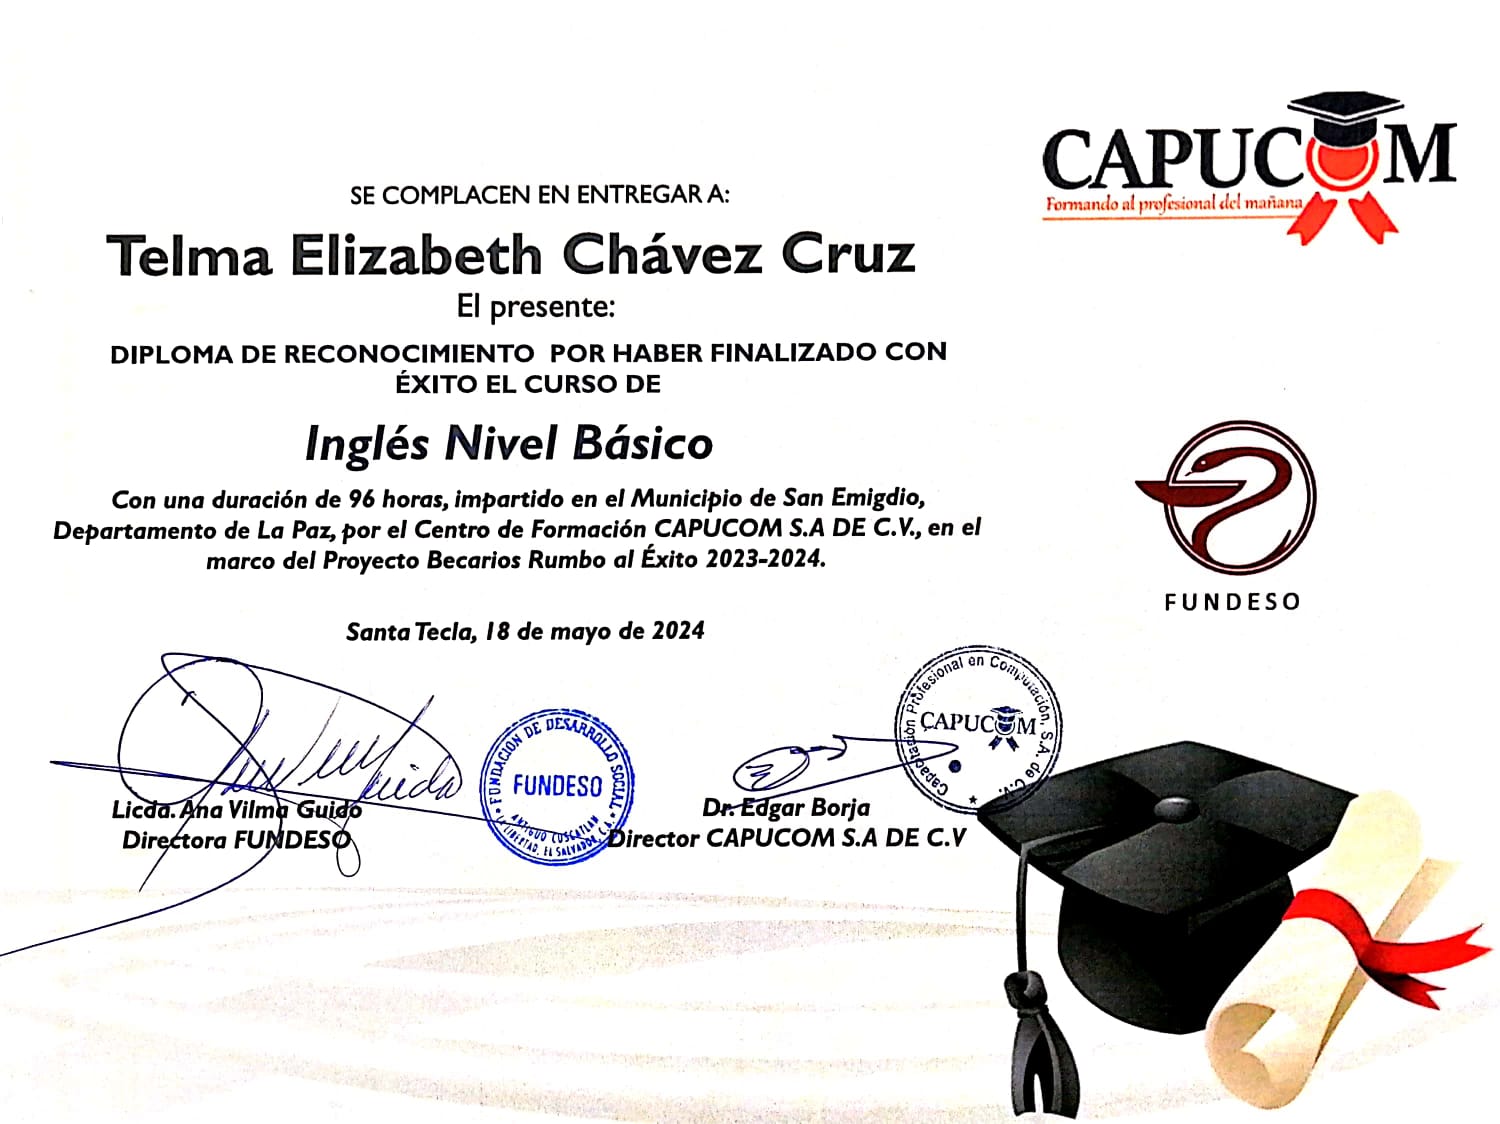 CAPUCOM
Formando al profesional del mañana
SE COMPLACEN EN ENTREGAR A:
Telma Elizabeth Chávez Cruz
El presente:
DIPLOMA DE RECONOCIMIENTO POR HABER FINALIZADO CON
ÉXITO EL CURSO DE
Inglés Nivel Básico
Con una duración de 96 horas, impartido en el Municipio de San Emigdio,
Departamento de La Paz, por el Centro de Formación CAPUCOM S.A DE C.V., en el
marco del Proyecto Becarios Rumbo al Éxito 2023-2024.
FUNDESO
Santa Tecla, 18 de mayo de 2024
Licda. Ana Vilma Guido
Directora FUNDESO
FUNDACION DE DESARROLLO SOCIAL
FUNDESO
ANTIGUO CUSCATLAN
LA LIBERTAD, EL SALVADOR, C.A.
Dr. Edgar Borja
Director CAPUCOM S.A DE C.V
Capacitación Profesional en Computación, S.A. de C.V.
CAPUCOM